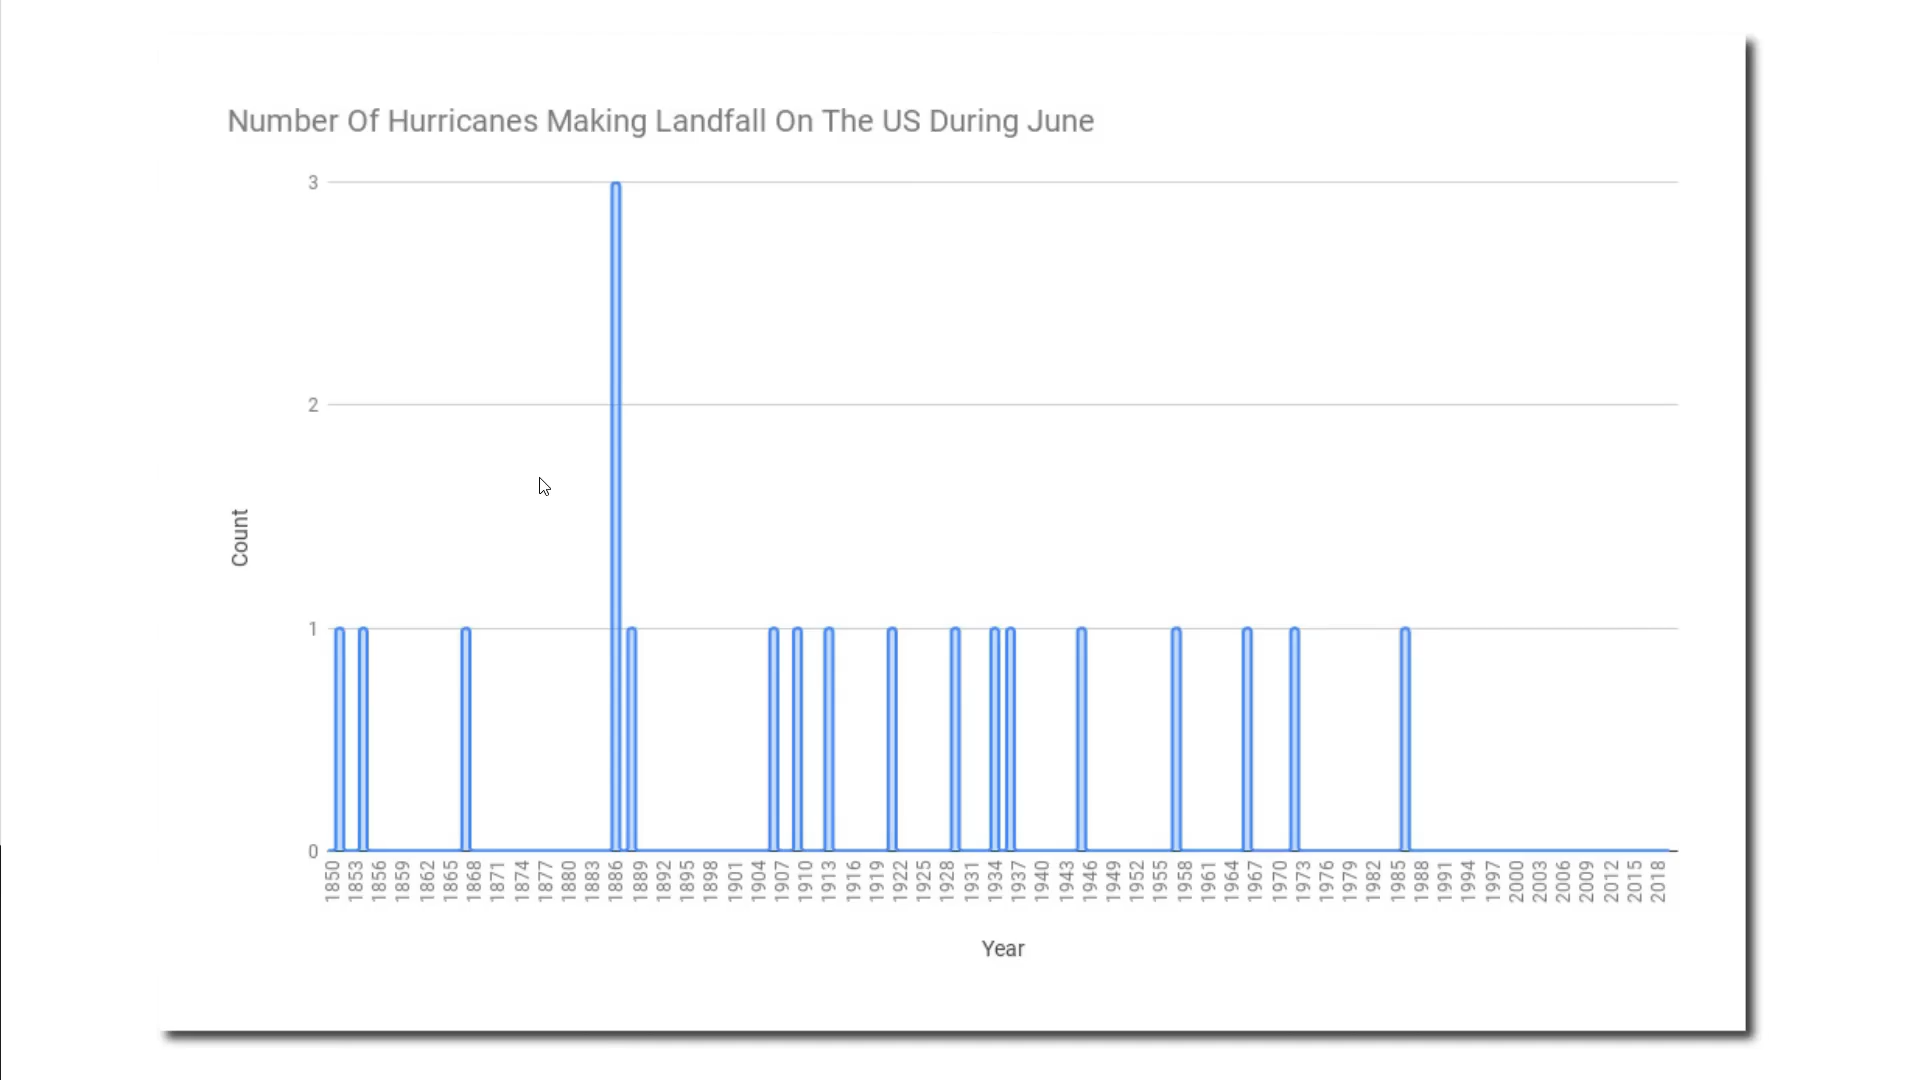 Number Of Hurricanes Making Landfall On The US During June
3
2
1
0
Count
1850 1853 1856 1859 1862 1865 1868 1871 1874 1877 1880 1883 1886 1889 1892 1895 1898 1901 1904 1907 1910 1913 1916 1919 1922 1925 1928 1931 1934 1937 1940 1943 1946 1949 1952 1955 1958 1961 1964 1967 1970 1973 1976 1979 1982 1985 1988 1991 1994 1997 2000 2003 2006 2009 2012 2015 2018
Year